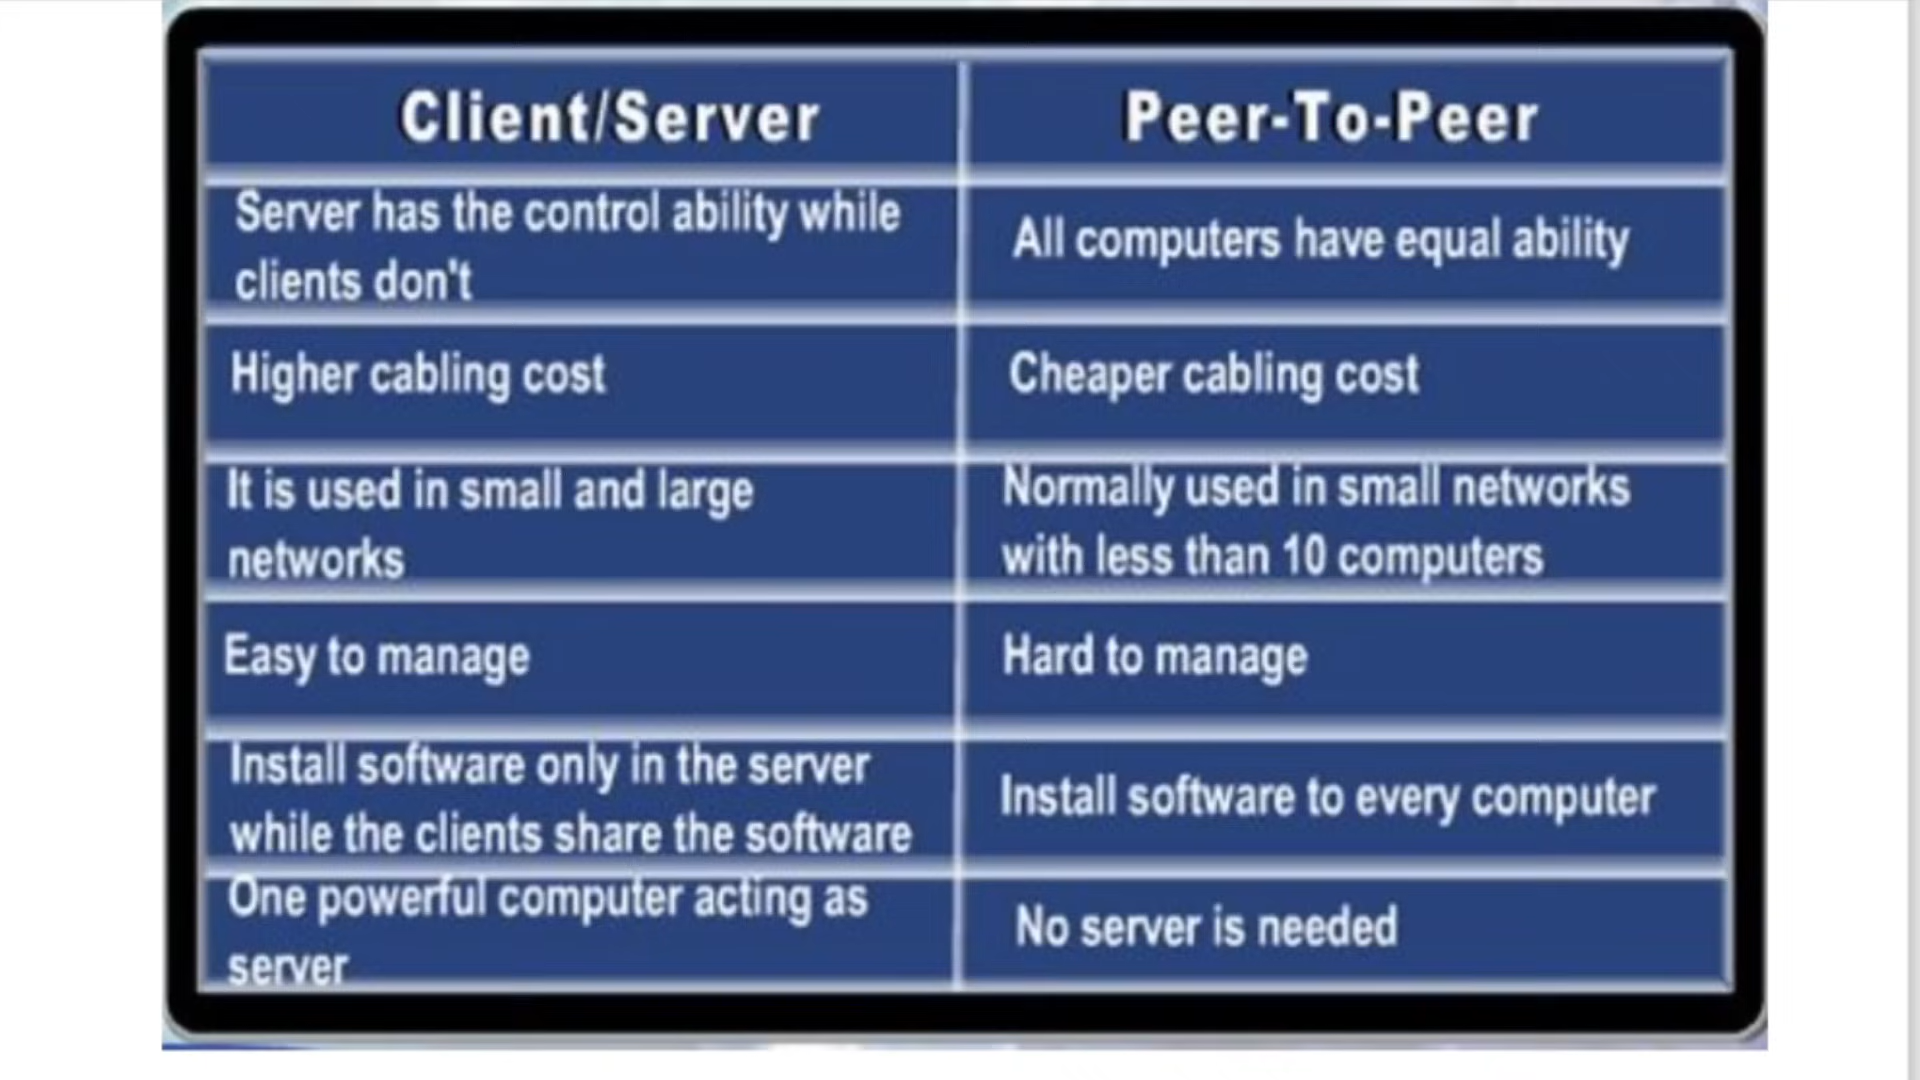 Client/Server
Peer-To-Peer
Server has the control ability while
clients don't
All computers have equal ability
Higher cabling cost
Cheaper cabling cost
It is used in small and large
networks
Normally used in small networks
with less than 10 computers
Easy to manage
Hard to manage
Install software only in the server
while the clients share the software
Install software to every computer
One powerful computer acting as
server
No server is needed